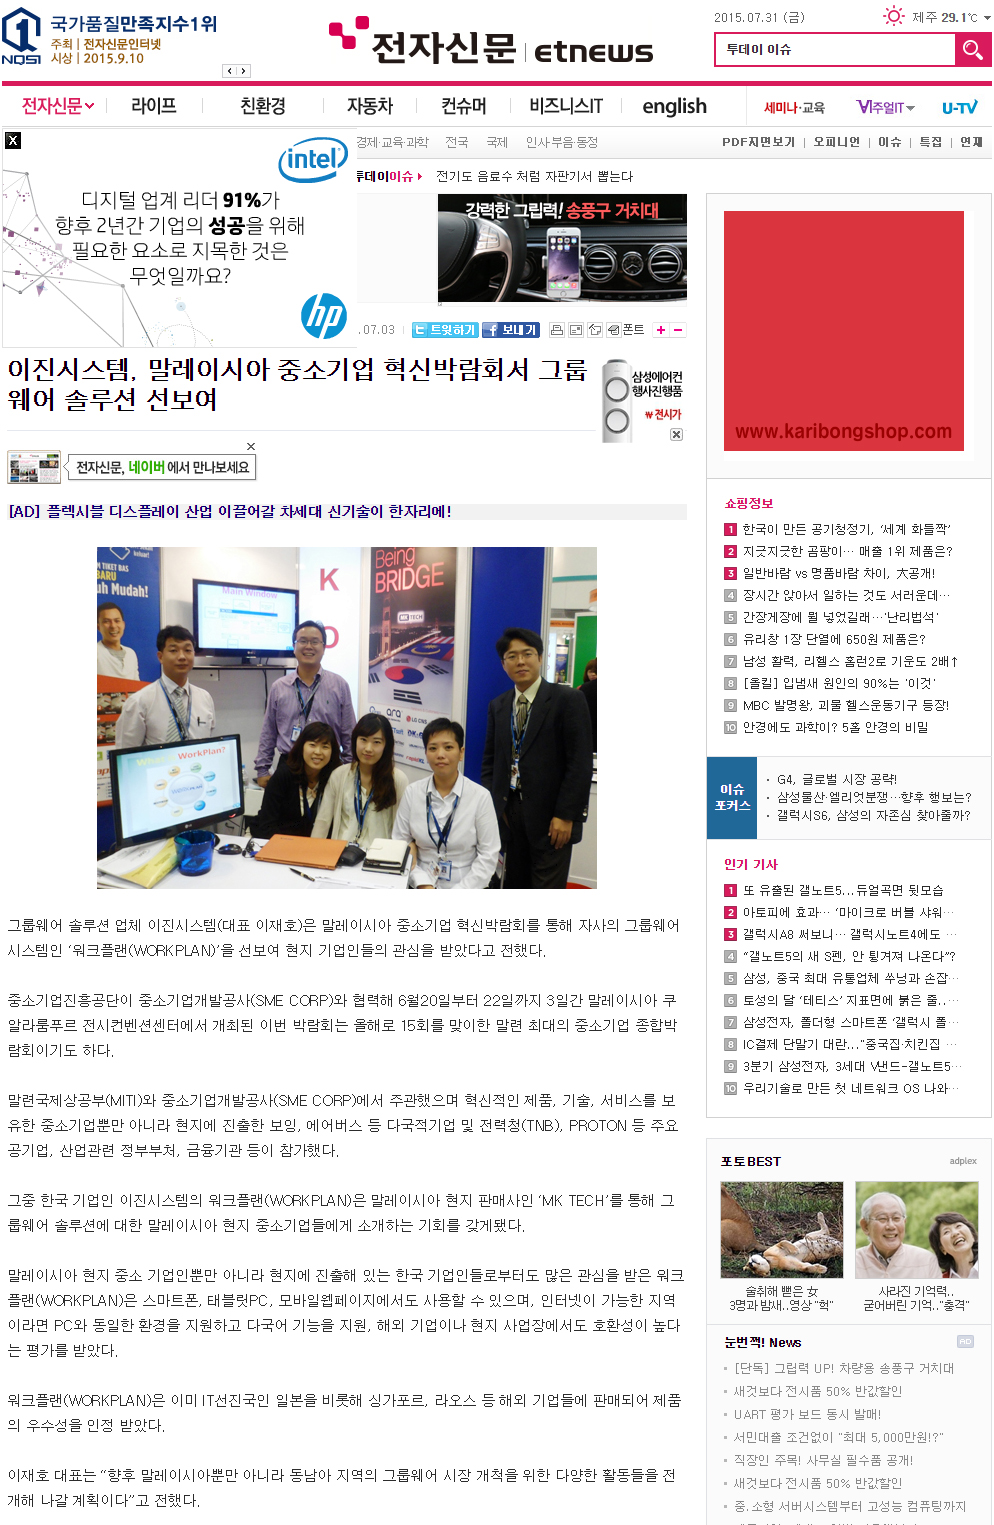 국가품질만족지수1위
주최 | 전자신문인터넷
시상 | 2015.9.10
NQSI
전자신문 etnews
2015.07.31 (금)
제주 29.1℃
투데이 이슈
전자신문
라이프
친환경
자동차
컨슈머
비즈니스IT
english
세미나·교육
VI주얼IT
U-TV
경제·교육·과학
전국
국제
인사·부음·동정
PDF지면보기 | 오피니언 | 이슈 | 특집 | 연재
X
intel
디지털 업계 리더 91%가
향후 2년간 기업의 성공을 위해
필요한 요소로 지목한 것은
무엇일까요?
hp
투데이이슈
전기도 음료수 처럼 자판기서 뽑는다
강력한 그립력! 송풍구 거치대
.07.03
트윗하기
보내기
폰트
이진시스템, 말레이시아 중소기업 혁신박람회서 그룹
웨어 솔루션 선보여
삼성에어컨
행사진행품
₩ 전시가
전자신문, 네이버 에서 만나보세요
[AD] 플렉시블 디스플레이 산업 이끌어갈 차세대 신기술이 한자리에!
Being
BRIDGE
Main Window
K
O
TIKET BAS
BARU
uh Mudah!
TECH
ara
LG CNS
WorkPlan?
그룹웨어 솔루션 업체 이진시스템(대표 이재호)은 말레이시아 중소기업 혁신박람회를 통해 자사의 그룹웨어
시스템인 ‘워크플랜(WORKPLAN)’을 선보여 현지 기업인들의 관심을 받았다고 전했다.
중소기업진흥공단이 중소기업개발공사(SME CORP)와 협력해 6월20일부터 22일까지 3일간 말레이시아 쿠
알라룸푸르 전시컨벤션센터에서 개최된 이번 박람회는 올해로 15회를 맞이한 말련 최대의 중소기업 종합박
람회이기도 하다.
말련국제상공부(MITI)와 중소기업개발공사(SME CORP)에서 주관했으며 혁신적인 제품, 기술, 서비스를 보
유한 중소기업뿐만 아니라 현지에 진출한 보잉, 에어버스 등 다국적기업 및 전력청(TNB), PROTON 등 주요
공기업, 산업관련 정부부처, 금융기관 등이 참가했다.
그중 한국 기업인 이진시스템의 워크플랜(WORKPLAN)은 말레이시아 현지 판매사인 ‘MK TECH’를 통해 그
룹웨어 솔루션에 대한 말레이시아 현지 중소기업들에게 소개하는 기회를 갖게됐다.
말레이시아 현지 중소 기업인뿐만 아니라 현지에 진출해 있는 한국 기업인들로부터도 많은 관심을 받은 워크
플랜(WORKPLAN)은 스마트폰, 태블릿PC, 모바일웹페이지에서도 사용할 수 있으며, 인터넷이 가능한 지역
이라면 PC와 동일한 환경을 지원하고 다국어 기능을 지원, 해외 기업이나 현지 사업장에서도 호환성이 높다
는 평가를 받았다.
워크플랜(WORKPLAN)은 이미 IT선진국인 일본을 비롯해 싱가포르, 라오스 등 해외 기업들에 판매되어 제품
의 우수성을 인정 받았다.
이재호 대표는 “향후 말레이시아뿐만 아니라 동남아 지역의 그룹웨어 시장 개척을 위한 다양한 활동들을 전
개해 나갈 계획이다”고 전했다.
www.karibongshop.com
쇼핑정보
1 한국이 만든 공기청정기, ‘세계 화들짝’
2 지긋지긋한 곰팡이… 매출 1위 제품은?
3 일반바람 vs 명품바람 차이, 大공개!
4 장시간 앉아서 일하는 것도 서러운데…
5 간장게장에 뭘 넣었길래…'난리법석'
6 유리창 1장 단열에 650원 제품은?
7 남성 활력, 리헬스 홈런2로 기운도 2배↑
8 [올킬] 입냄새 원인의 90%는 '이것'
9 MBC 발명왕, 괴물 헬스운동기구 등장!
10 안경에도 과학이? 5홀 안경의 비밀
이슈
포커스
· G4, 글로벌 시장 공략!
· 삼성물산·엘리엇분쟁…향후 행보는?
· 갤럭시S6, 삼성의 자존심 찾아줄까?
인기 기사
1 또 유출된 갤노트5...듀얼곡면 뒷모습
2 아토피에 효과… ‘마이크로 버블 샤워…
3 갤럭시A8 써보니… 갤럭시노트4에도 …
4 “갤노트5의 새 S펜, 안 튕겨져 나온다”?
5 삼성, 중국 최대 유통업체 쑤닝과 손잡…
6 토성의 달 ‘테티스’ 지표면에 붉은 줄..…
7 삼성전자, 폴더형 스마트폰 ‘갤럭시 폴…
8 IC결제 단말기 대란..."중국집·치킨집 …
9 3분기 삼성전자, 3세대 V낸드-갤노트5…
10 우리기술로 만든 첫 네트워크 OS 나와…
포토BEST
adplex
술취해 뻗은 女
3명과 밤새..영상 "헉"
사라진 기억력..
굳어버린 기억.."충격"
눈번쩍! News
AD
[단독] 그립력 UP! 차량용 송풍구 거치대
새것보다 전시품 50% 반값할인
UART 평가 보드 동시 발매!
서민대출 조건없이 "최대 5,000만원!?"
직장인 주목! 사무실 필수품 공개!
새것보다 전시품 50% 반값할인
중.소형 서버시스템부터 고성능 컴퓨팅까지